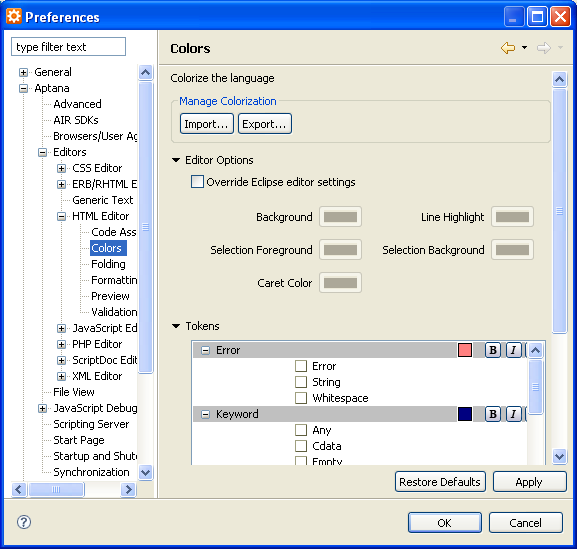 Preferences
type filter text
General
Aptana
Advanced
AIR SDKs
Browsers/User Ag
Editors
CSS Editor
ERB/RHTML E
Generic Text
HTML Editor
Code Ass
Colors
Folding
Formattin
Preview
Validation
JavaScript Ed
PHP Editor
ScriptDoc Edi
XML Editor
File View
JavaScript Debug
Scripting Server
Start Page
Startup and Shut
Synchronization
Colors
Colorize the language
Manage Colorization
Import... Export...
Editor Options
Override Eclipse editor settings
Background Line Highlight
Selection Foreground Selection Background
Caret Color
Tokens
Error B I
Error
String
Whitespace
Keyword B I
Any
Cdata
Empty
Restore Defaults Apply
? OK Cancel